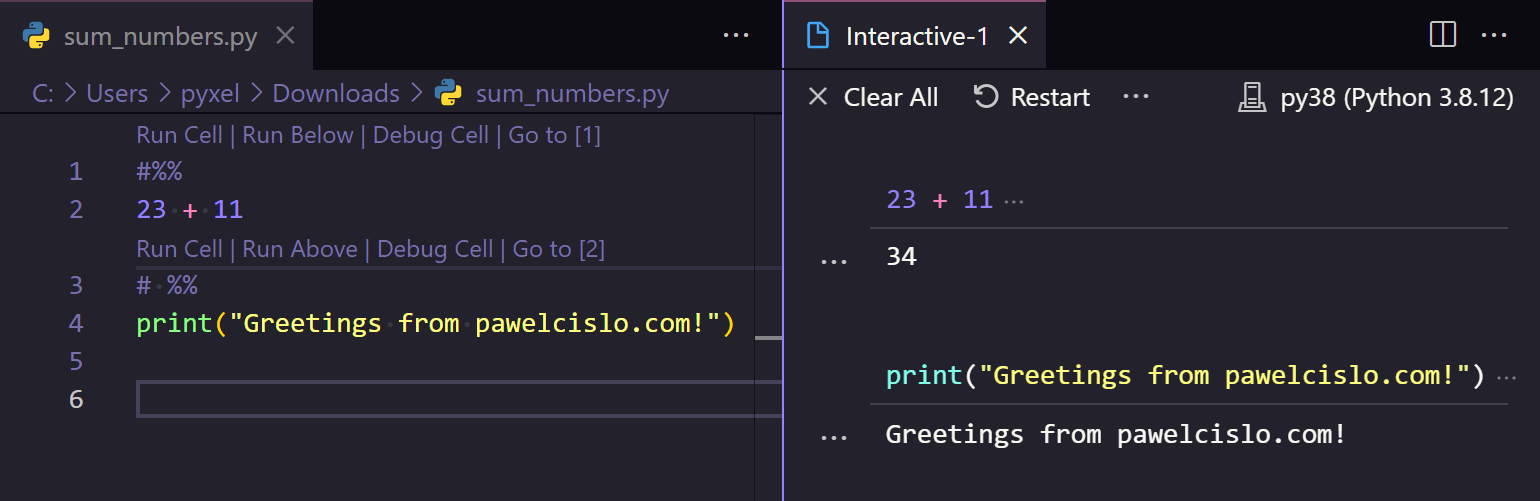 sum_numbers.py
C: > Users > pyxel > Downloads > sum_numbers.py
Run Cell | Run Below | Debug Cell | Go to [1]
1 #%%
2 23 + 11
Run Cell | Run Above | Debug Cell | Go to [2]
3 # %%
4 print("Greetings from pawelcislo.com!")
5
6
Interactive-1
Clear All Restart ... py38 (Python 3.8.12)
23 + 11 ...
... 34
print("Greetings from pawelcislo.com!") ...
... Greetings from pawelcislo.com!